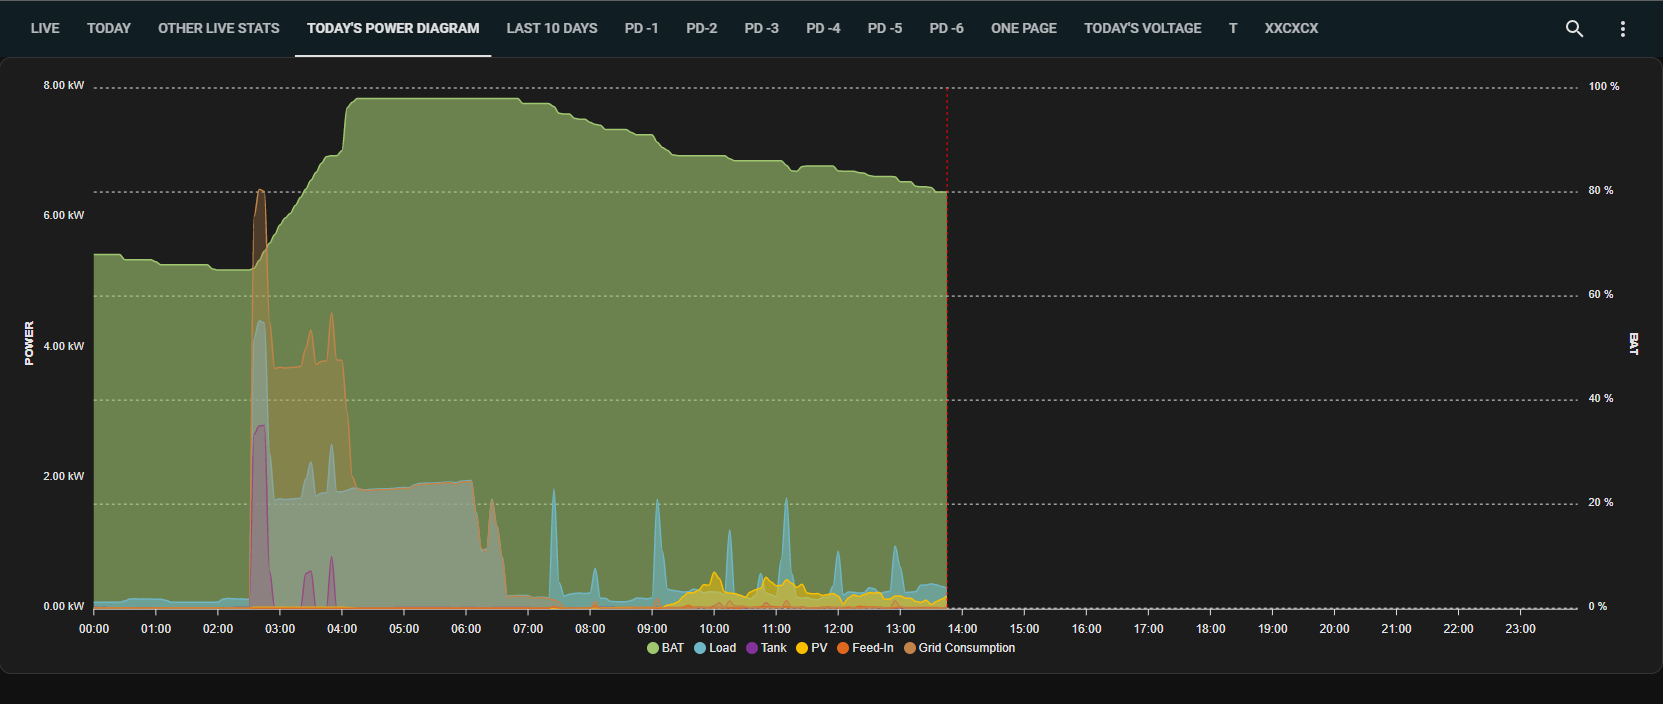 LIVE TODAY OTHER LIVE STATS TODAY'S POWER DIAGRAM LAST 10 DAYS PD -1 PD-2 PD -3 PD -4 PD -5 PD -6 ONE PAGE TODAY'S VOLTAGE T XXCXCX
8.00 kW 100 %
80 %
6.00 kW
60 %
POWER
4.00 kW
BAT
40 %
2.00 kW
20 %
0.00 kW 0 %
00:00 01:00 02:00 03:00 04:00 05:00 06:00 07:00 08:00 09:00 10:00 11:00 12:00 13:00 14:00 15:00 16:00 17:00 18:00 19:00 20:00 21:00 22:00 23:00
BAT Load Tank PV Feed-In Grid Consumption